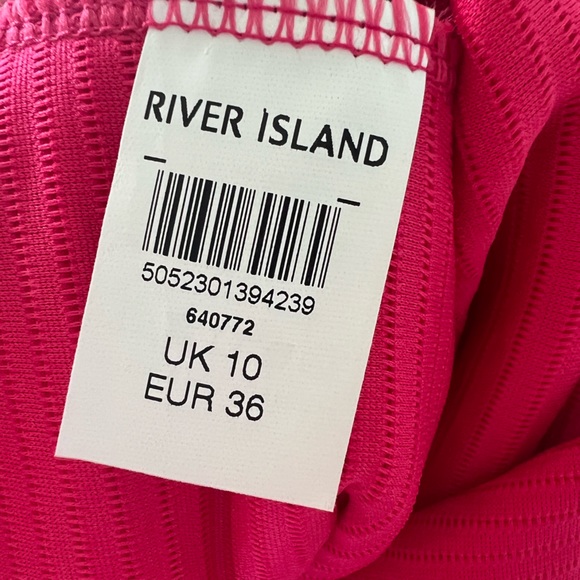 RIVER ISLAND
5052301394239
640772
UK 10
EUR 36